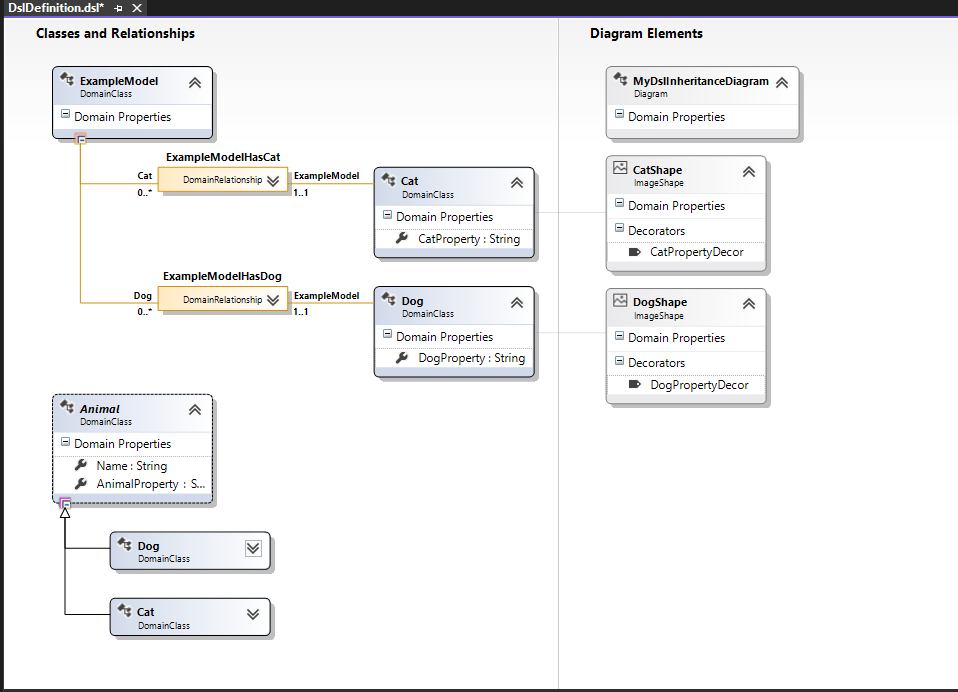 DslDefinition.dsl*
Classes and Relationships
Diagram Elements
ExampleModel
DomainClass
Domain Properties
ExampleModelHasCat
Cat
0..*
DomainRelationship
ExampleModel
1..1
Cat
DomainClass
Domain Properties
CatProperty : String
ExampleModelHasDog
Dog
0..*
DomainRelationship
ExampleModel
1..1
Dog
DomainClass
Domain Properties
DogProperty : String
Animal
DomainClass
Domain Properties
Name : String
AnimalProperty : S...
Dog
DomainClass
Cat
DomainClass
MyDslInheritanceDiagram
Diagram
Domain Properties
CatShape
ImageShape
Domain Properties
Decorators
CatPropertyDecor
DogShape
ImageShape
Domain Properties
Decorators
DogPropertyDecor